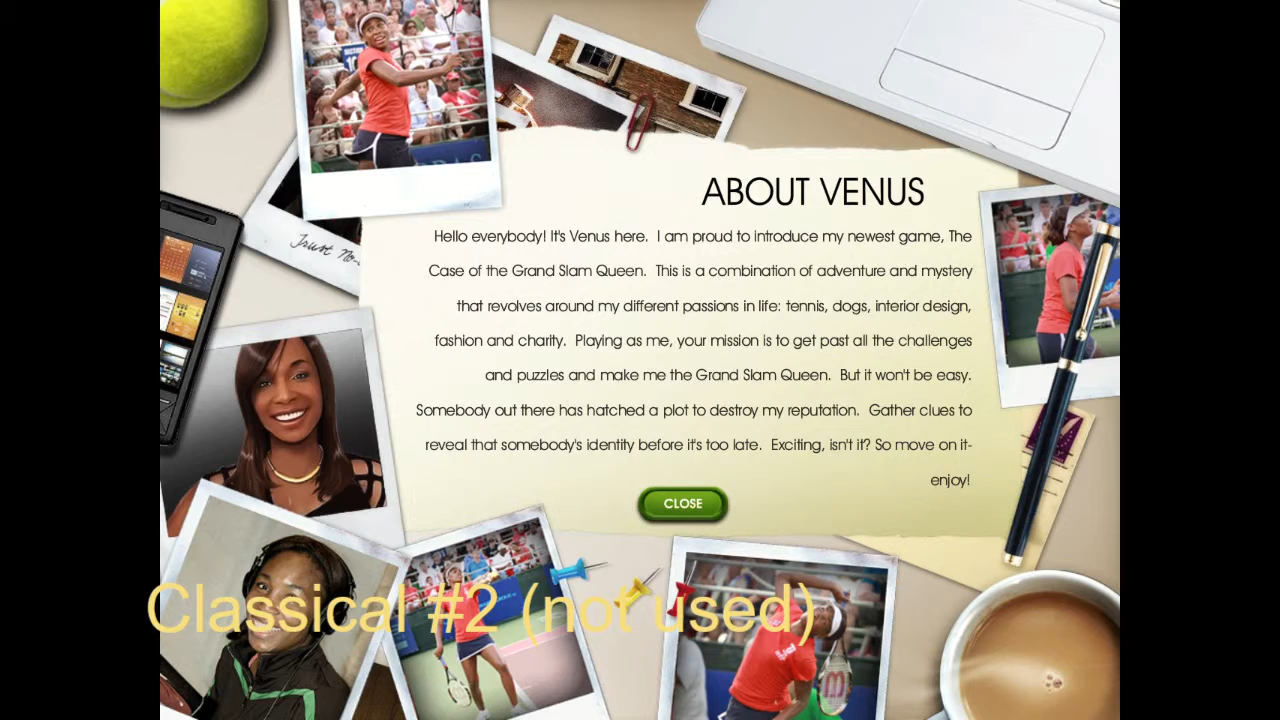 ABOUT VENUS
Hello everybody! It's Venus here.  I am proud to introduce my newest game, The
Case of the Grand Slam Queen.  This is a combination of adventure and mystery
that revolves around my different passions in life: tennis, dogs, interior design,
fashion and charity.  Playing as me, your mission is to get past all the challenges
and puzzles and make me the Grand Slam Queen.  But it won't be easy.
Somebody out there has hatched a plot to destroy my reputation.  Gather clues to
reveal that somebody's identity before it's too late.  Exciting, isn't it? So move on it-
enjoy!
CLOSE
Trust No
Classical #2 (not used)